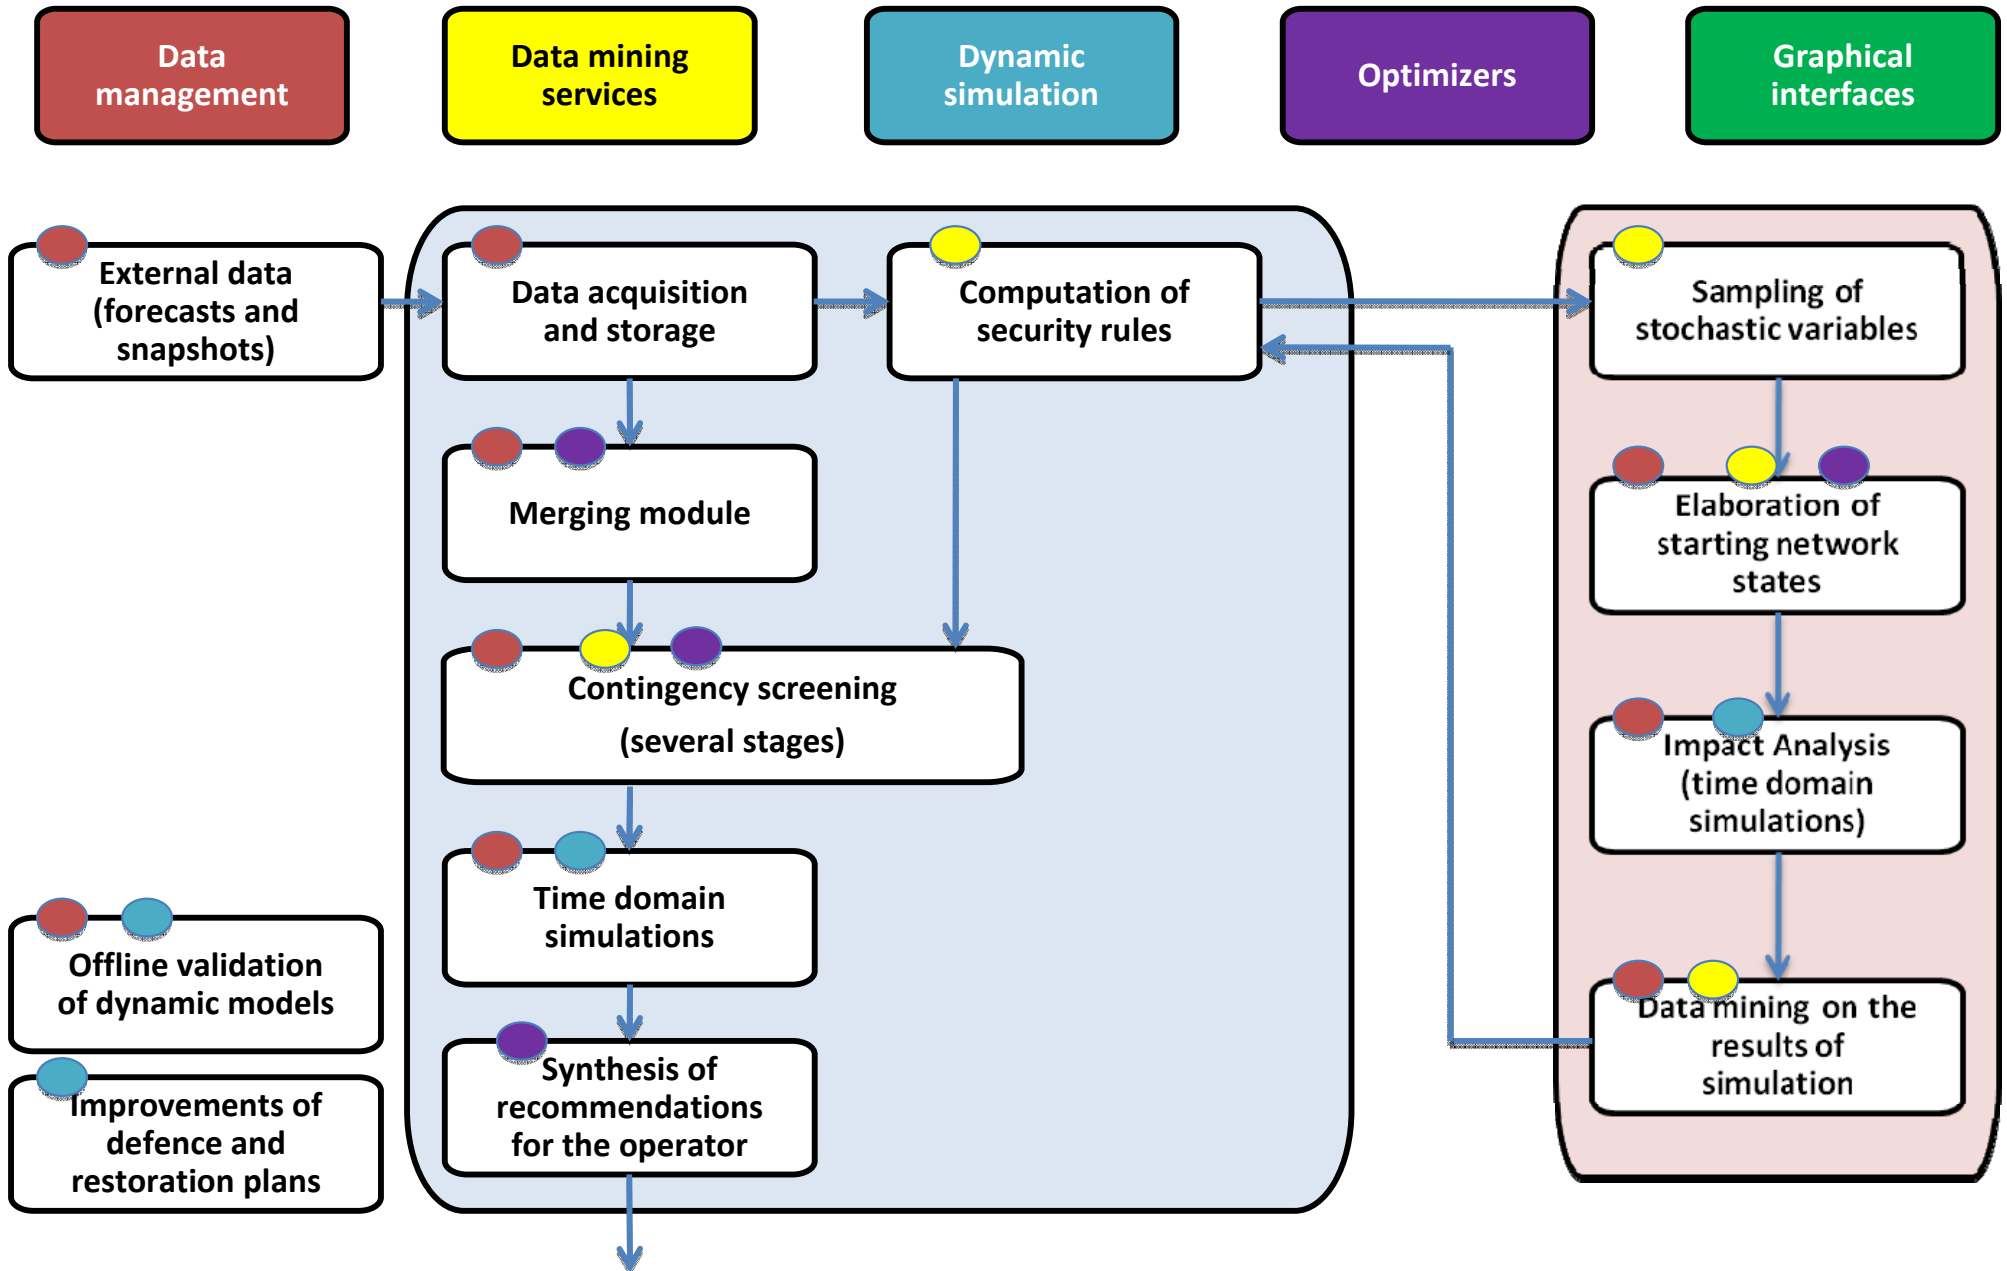 Data
management
Data mining
services
Dynamic
simulation
Optimizers
Graphical
interfaces
External data
(forecasts and
snapshots)
Data acquisition
and storage
Computation of
security rules
Sampling of
stochastic variables
Merging module
Elaboration of
starting network
states
Contingency screening
(several stages)
Impact Analysis
(time domain
simulations)
Time domain
simulations
Offline validation
of dynamic models
Data mining on the
results of
simulation
Synthesis of
recommendations
for the operator
Improvements of
defence and
restoration plans